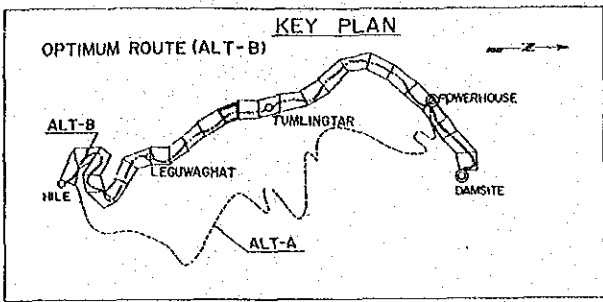 KEY PLAN
OPTIMUM ROUTE (ALT-B)
N
POWERHOUSE
TUMLINGTAR
ALT-B
LEGUWAGHAT
HILE
DAMSITE
ALT-A